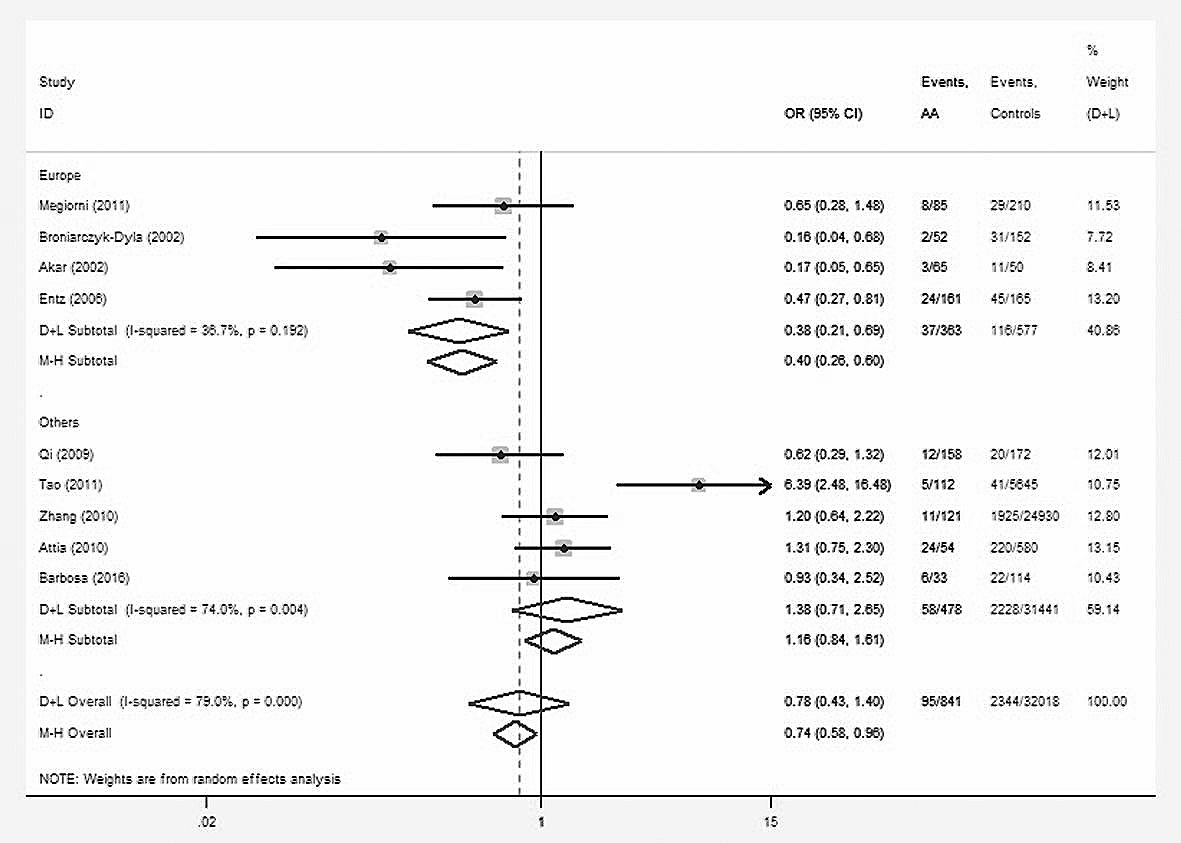 %
Study Events, Events, Weight
ID OR (95% CI) AA Controls (D+L)
Europe
Megiorni (2011) 0.65 (0.28, 1.48) 8/85 29/210 11.53
Broniarczyk-Dyla (2002) 0.16 (0.04, 0.68) 2/52 31/152 7.72
Akar (2002) 0.17 (0.05, 0.65) 3/65 11/50 8.41
Entz (2006) 0.47 (0.27, 0.81) 24/161 45/165 13.20
D+L Subtotal (I-squared = 36.7%, p = 0.192) 0.38 (0.21, 0.69) 37/363 116/577 40.86
M-H Subtotal 0.40 (0.26, 0.60)
.
Others
Qi (2009) 0.62 (0.29, 1.32) 12/158 20/172 12.01
Tao (2011) 6.39 (2.48, 16.48) 5/112 41/5645 10.75
Zhang (2010) 1.20 (0.64, 2.22) 11/121 1925/24930 12.80
Attia (2010) 1.31 (0.75, 2.30) 24/54 220/580 13.15
Barbosa (2016) 0.93 (0.34, 2.52) 6/33 22/114 10.43
D+L Subtotal (I-squared = 74.0%, p = 0.004) 1.38 (0.71, 2.65) 58/478 2228/31441 59.14
M-H Subtotal 1.16 (0.84, 1.61)
.
D+L Overall (I-squared = 79.0%, p = 0.000) 0.78 (0.43, 1.40) 95/841 2344/32018 100.00
M-H Overall 0.74 (0.58, 0.96)
NOTE: Weights are from random effects analysis
.02 1 15